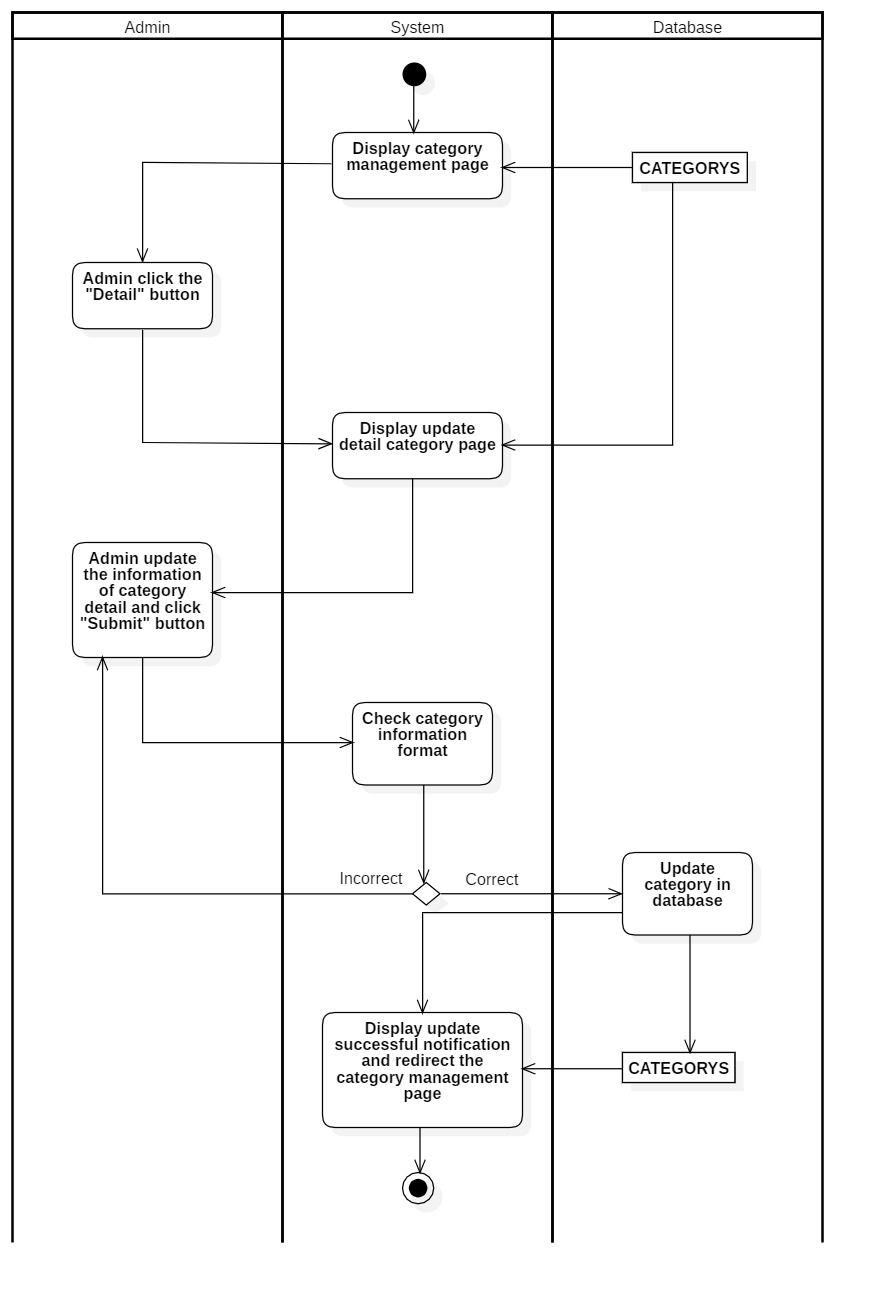 Admin
System
Database
Display category
management page
CATEGORYS
Admin click the
"Detail" button
Display update
detail category page
Admin update
the information
of category
detail and click
"Submit" button
Check category
information
format
Incorrect
Correct
Update
category in
database
Display update
successful notification
and redirect the
category management
page
CATEGORYS